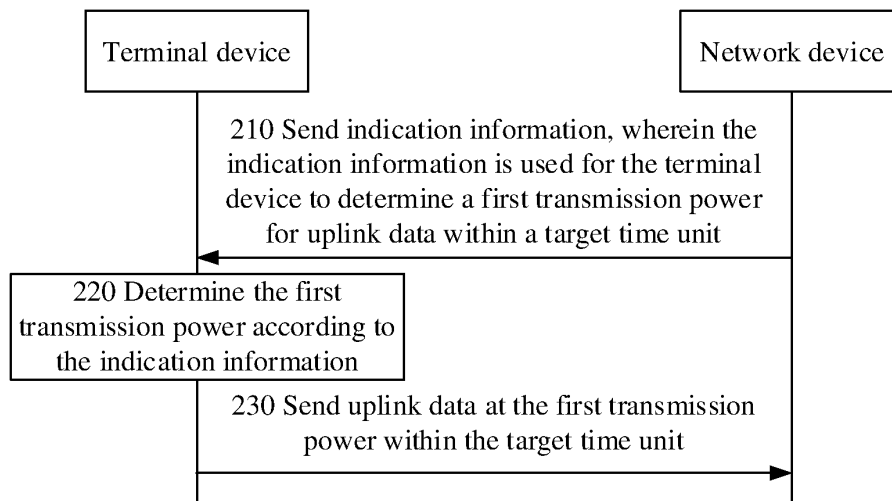 Terminal device
Network device
210 Send indication information, wherein the
indication information is used for the terminal
device to determine a first transmission power
for uplink data within a target time unit
220 Determine the first
transmission power according to
the indication information
230 Send uplink data at the first transmission
power within the target time unit